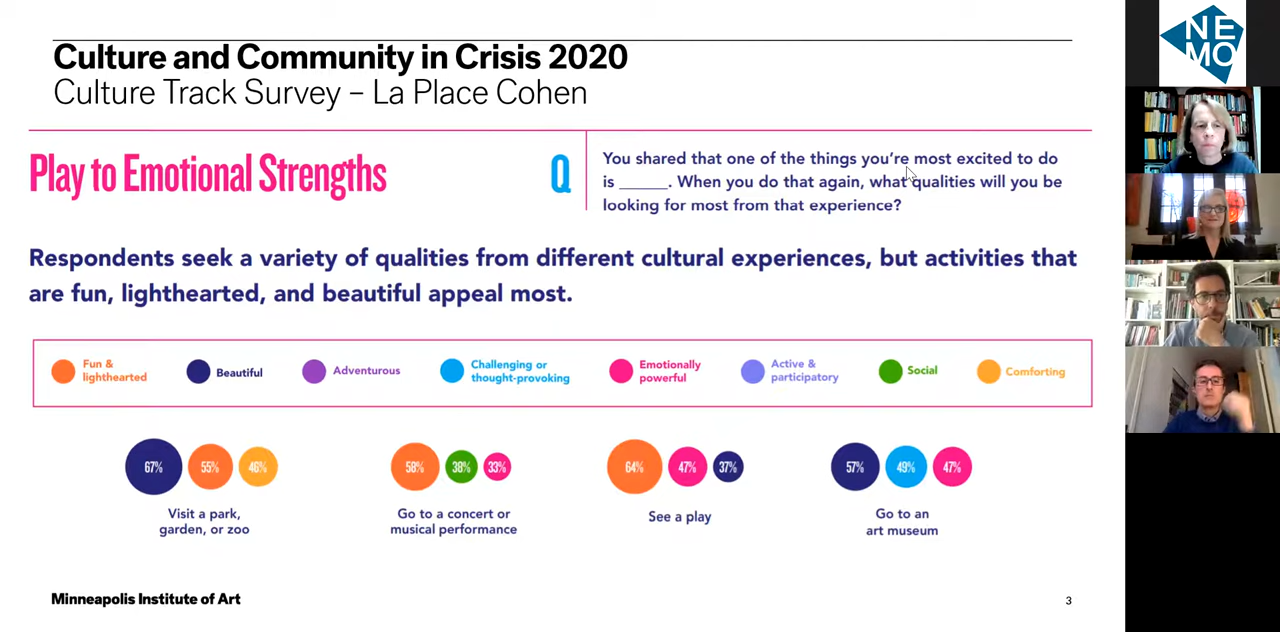 Culture and Community in Crisis 2020
Culture Track Survey – La Place Cohen
Play to Emotional Strengths
Q
You shared that one of the things you're most excited to do
is ______. When you do that again, what qualities will you be
looking for most from that experience?
Respondents seek a variety of qualities from different cultural experiences, but activities that
are fun, lighthearted, and beautiful appeal most.
Fun &
lighthearted
Beautiful
Adventurous
Challenging or
thought-provoking
Emotionally
powerful
Active &
participatory
Social
Comforting
67% 55% 46%
Visit a park,
garden, or zoo
58% 38% 33%
Go to a concert or
musical performance
64% 47% 37%
See a play
57% 49% 47%
Go to an
art museum
Minneapolis Institute of Art
3
NE
MO